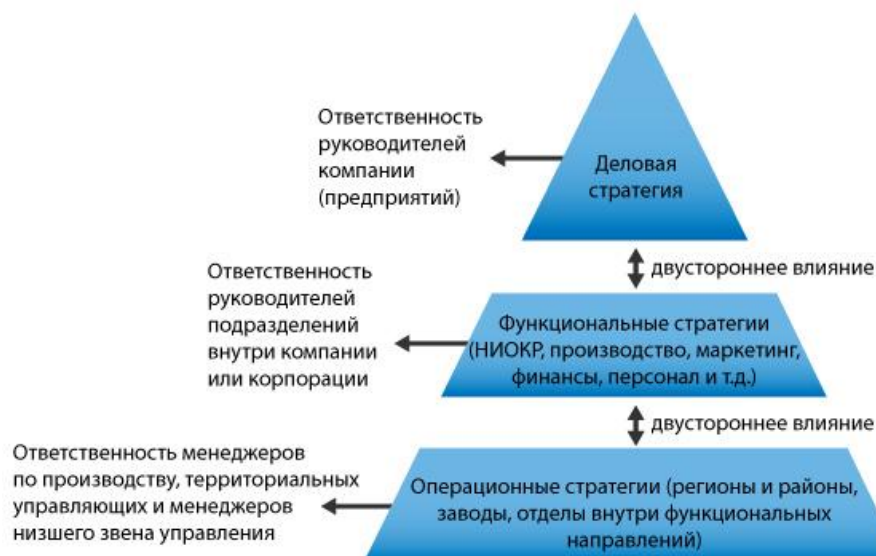 Ответственность
руководителей
компании
(предприятий)
Деловая
стратегия
двустороннее влияние
Ответственность
руководителей
подразделений
внутри компании
или корпорации
Функциональные стратегии
(НИОКР, производство, маркетинг,
финансы, персонал и т.д.)
двустороннее влияние
Ответственность менеджеров
по производству, территориальных
управляющих и менеджеров
низшего звена управления
Операционные стратегии (регионы и районы,
заводы, отделы внутри функциональных
направлений)